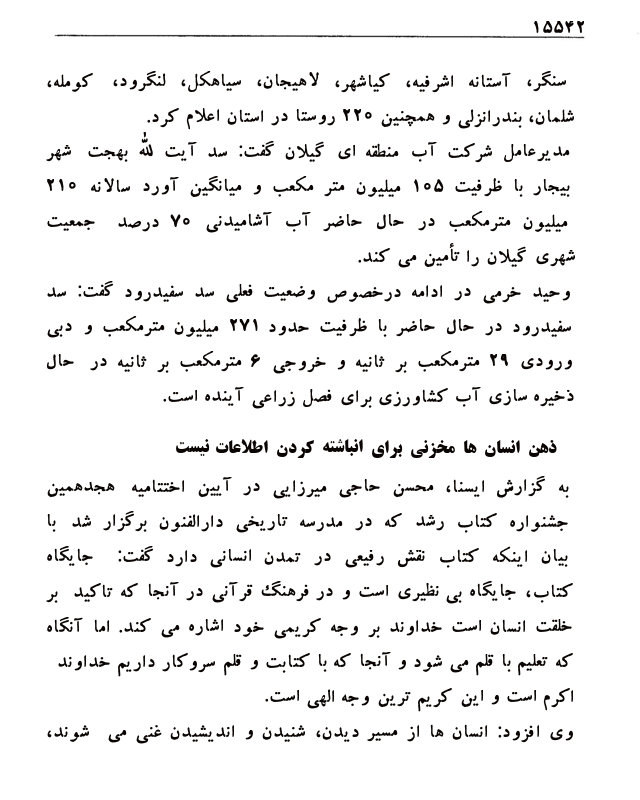 ۱۵۵۴۲
سنگر، آستانه اشرفیه، کیاشهر، لاهیجان، سیاهکل، لنگرود، کومله،
شلمان، بندرانزلی و همچنین ۲۲۰ روستا در استان اعلام کرد.
مدیرعامل شرکت آب منطقه ای گیلان گفت: سد آیت الله بهجت شهر
بیجار با ظرفیت ۱۰۵ میلیون متر مکعب و میانگین آورد سالانه ۲۱۰
میلیون مترمکعب در حال حاضر آب آشامیدنی ۷۰ درصد جمعیت
شهری گیلان را تأمین می کند.
وحید خرمی در ادامه درخصوص وضعیت فعلی سد سفیدرود گفت: سد
سفیدرود در حال حاضر با ظرفیت حدود ۲۷۱ میلیون مترمکعب و دبی
ورودی ۲۹ مترمکعب بر ثانیه و خروجی ۶ مترمکعب بر ثانیه در حال
ذخیره سازی آب کشاورزی برای فصل زراعی آینده است.
ذهن انسان ها مخزنی برای انباشته کردن اطلاعات نیست
به گزارش ایسنا، محسن حاجی میرزایی در آیین اختتامیه هجدهمین
جشنواره کتاب رشد که در مدرسه تاریخی دارالفنون برگزار شد با
بیان اینکه کتاب نقش رفیعی در تمدن انسانی دارد گفت: جایگاه
کتاب، جایگاه بی نظیری است و در فرهنگ قرآنی در آنجا که تاکید بر
خلقت انسان است خداوند بر وجه کریمی خود اشاره می کند. اما آنگاه
که تعلیم با قلم می شود و آنجا که با کتابت و قلم سروکار داریم خداوند
اکرم است و این کریم ترین وجه الهی است.
وی افزود: انسان ها از مسیر دیدن، شنیدن و اندیشیدن غنی می شوند،